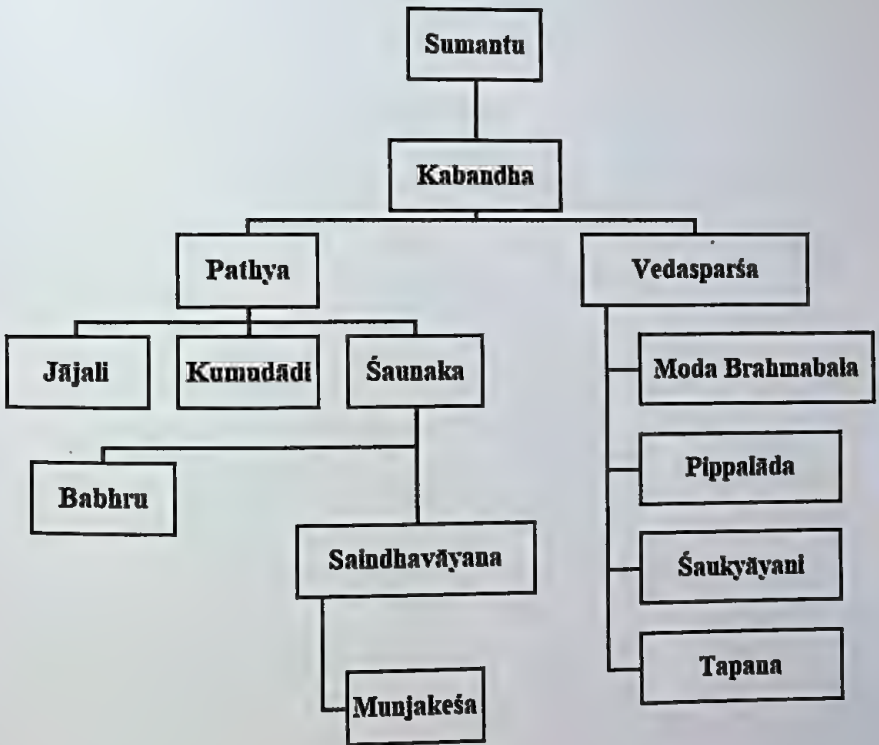 Sumantu
Kabandha
Pathya
Vedasparśa
Jājali
Kumudādi
Śaunaka
Moda Brahmabala
Babhru
Pippalāda
Saindhavāyana
Śaukyāyani
Munjakeśa
Tapana